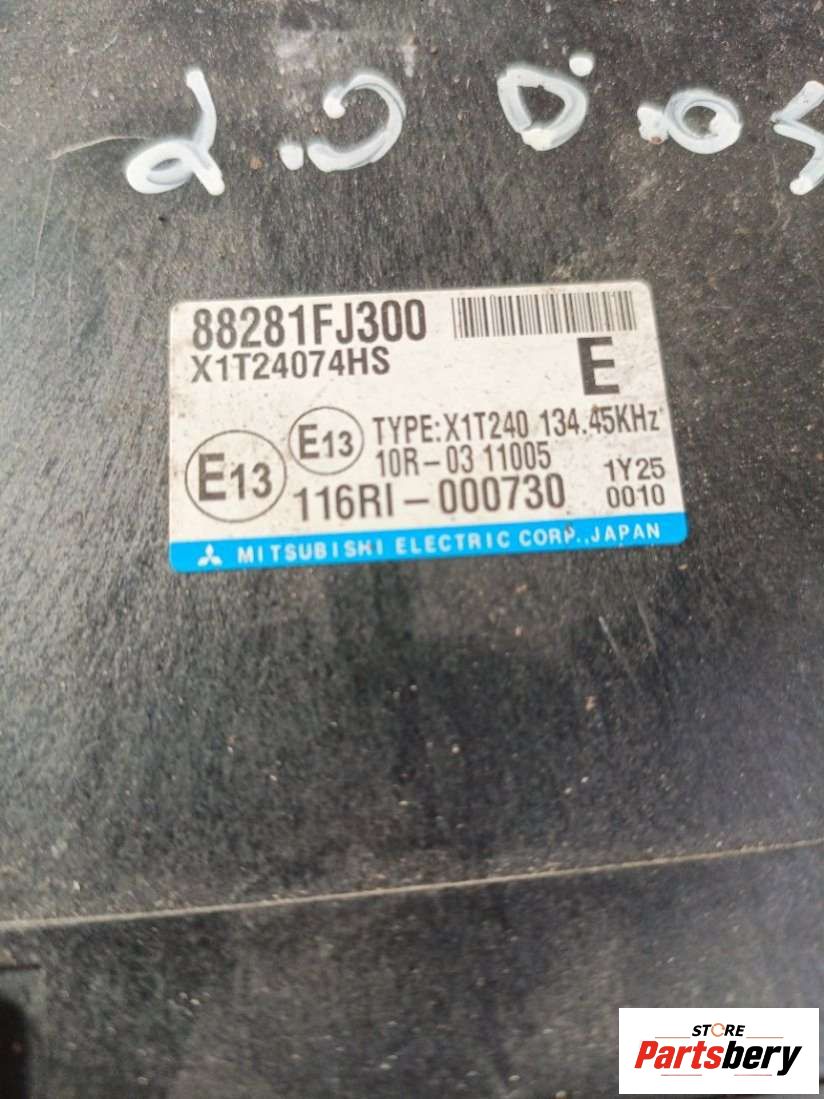 88281FJ300
X1T24074HS
E
E13
E13
TYPE:X1T240 134.45KHz
10R-03 11005
116RI-000730
1Y25
0010
MITSUBISHI ELECTRIC CORP.,JAPAN
STORE
Partsbery